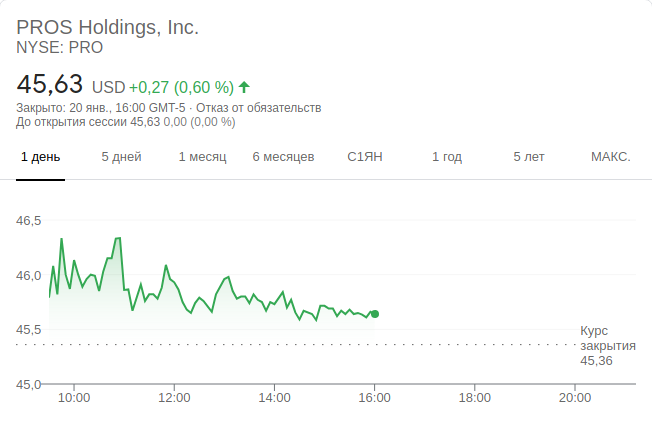 PROS Holdings, Inc.
NYSE: PRO
45,63 USD +0,27 (0,60 %)
Закрыто: 20 янв., 16:00 GMT-5 · Отказ от обязательств
До открытия сессии 45,63 0,00 (0,00 %)
1 день 5 дней 1 месяц 6 месяцев С1ЯН 1 год 5 лет МАКС.
46,5
46,0
45,5
Курс
закрытия
45,36
45,0
10:00 12:00 14:00 16:00 18:00 20:00